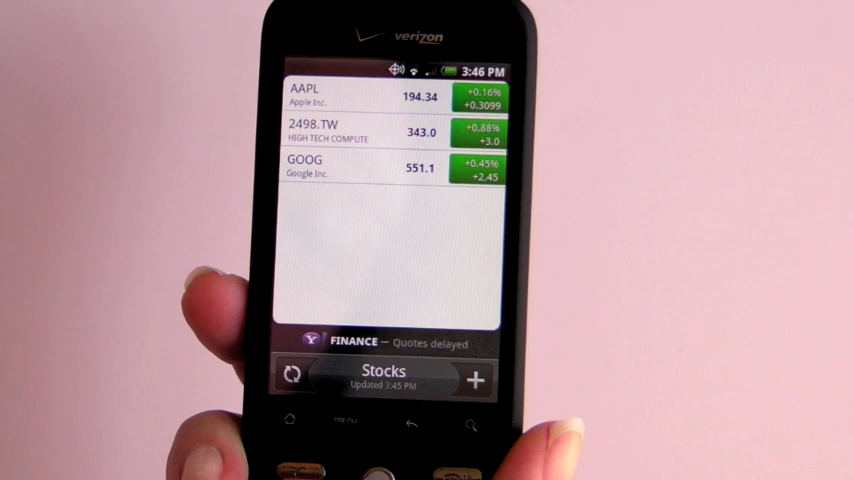 verizon
3:46 PM
AAPL
Apple Inc.
194.34
+0.16%
+0.3099
2498.TW
HIGH TECH COMPUTE
343.0
+0.88%
+3.0
GOOG
Google Inc.
551.1
+0.45%
+2.45
Y! FINANCE — Quotes delayed
Stocks
Updated 3:45 PM
MENU